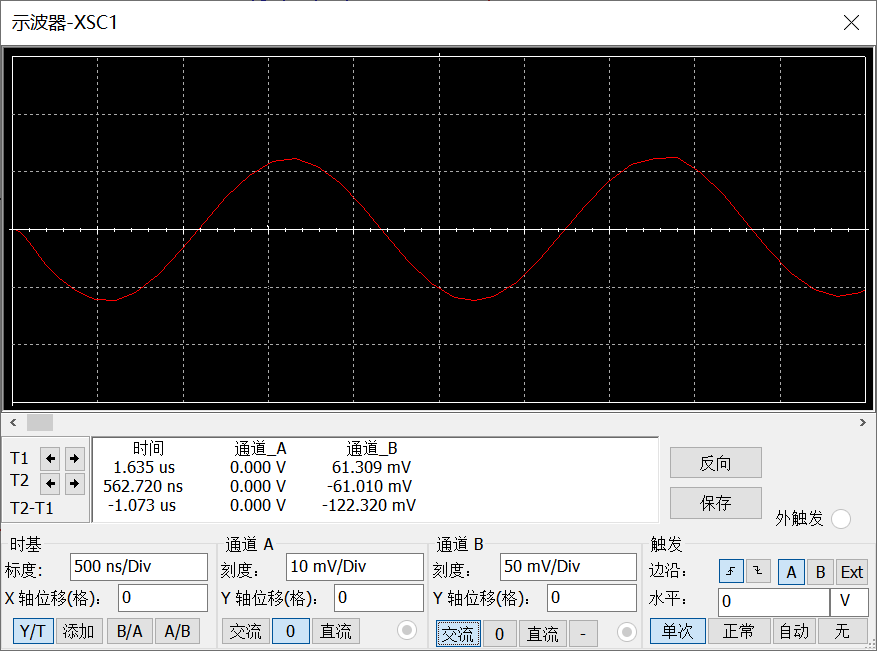 示波器-XSC1
时间 通道_A 通道_B
T1 1.635 us 0.000 V 61.309 mV
T2 562.720 ns 0.000 V -61.010 mV
T2-T1 -1.073 us 0.000 V -122.320 mV
反向
保存
外触发
时基 通道 A 通道 B 触发
标度: 500 ns/Div 刻度: 10 mV/Div 刻度: 50 mV/Div 边沿: A B Ext
X 轴位移(格): 0 Y 轴位移(格): 0 Y 轴位移(格): 0 水平: 0 V
Y/T 添加 B/A A/B 交流 0 直流 交流 0 直流 - 单次 正常 自动 无